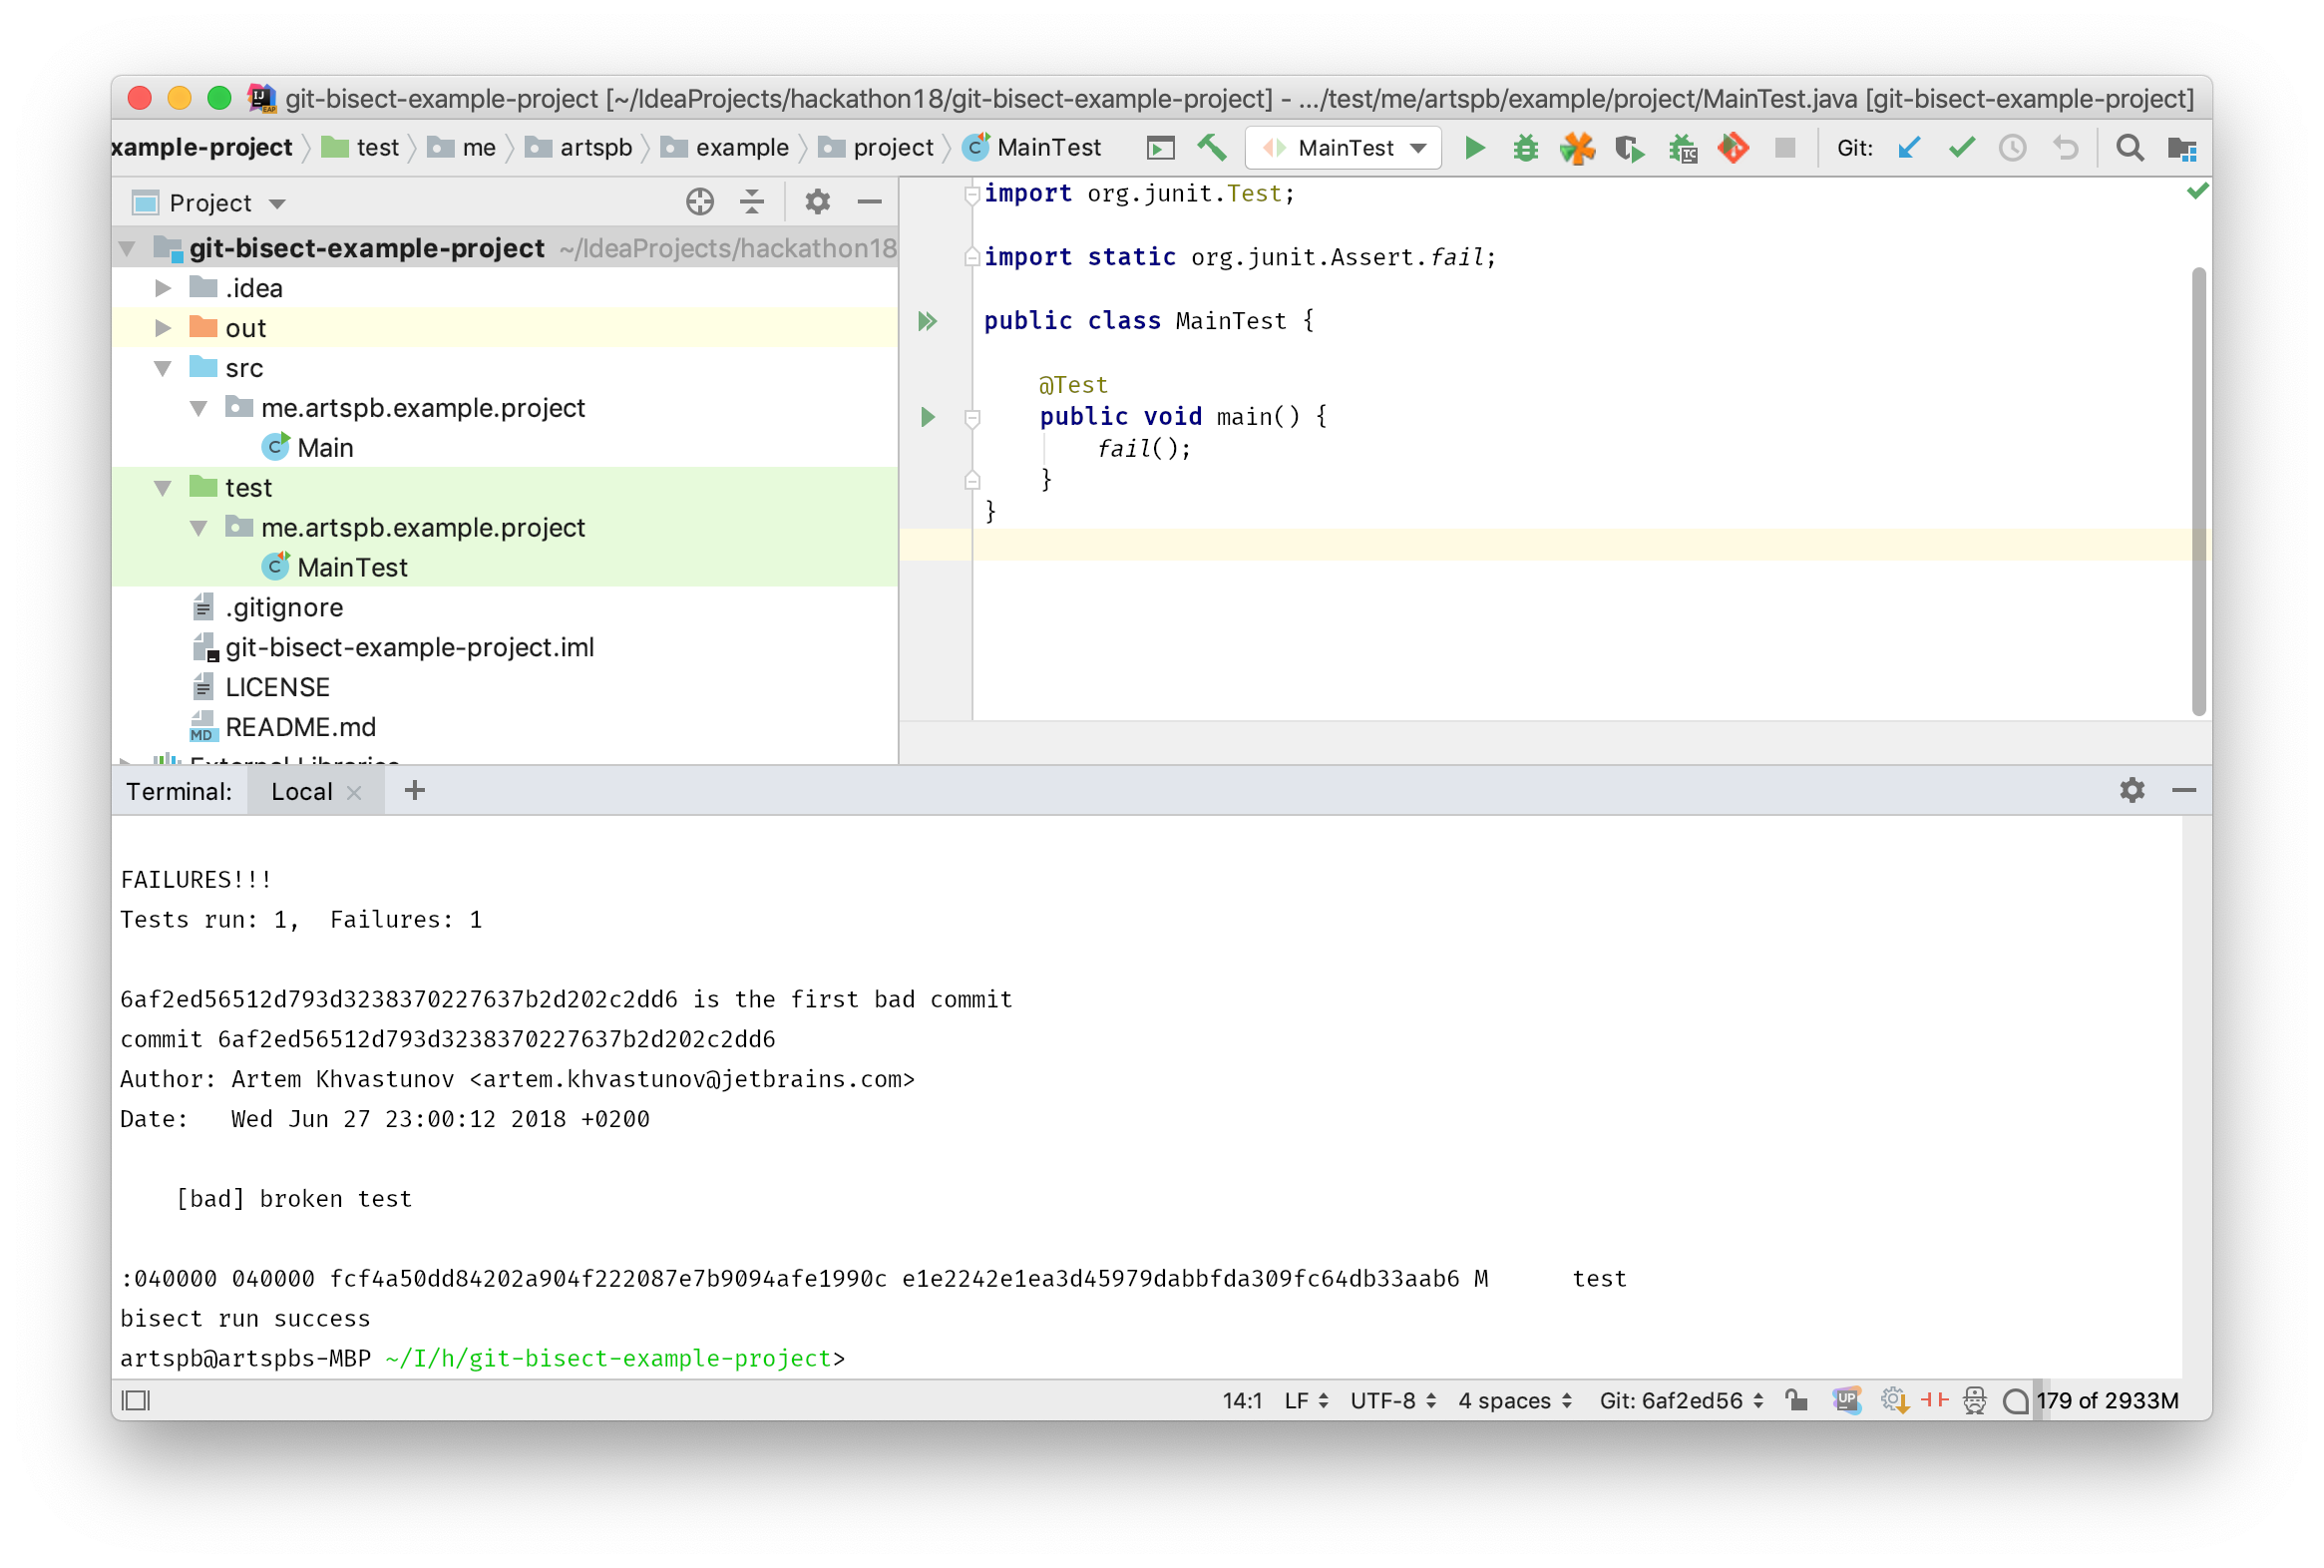 git-bisect-example-project [~/IdeaProjects/hackathon18/git-bisect-example-project] - .../test/me/artspb/example/project/MainTest.java [git-bisect-example-project]
xample-project test me artspb example project MainTest MainTest Git:
Project
git-bisect-example-project ~/IdeaProjects/hackathon18
.idea
out
src
me.artspb.example.project
Main
test
me.artspb.example.project
MainTest
.gitignore
git-bisect-example-project.iml
LICENSE
README.md
External Libraries
import org.junit.Test;
import static org.junit.Assert.fail;
public class MainTest {
@Test
public void main() {
fail();
}
}
Terminal: Local
FAILURES!!!
Tests run: 1,  Failures: 1
6af2ed56512d793d3238370227637b2d202c2dd6 is the first bad commit
commit 6af2ed56512d793d3238370227637b2d202c2dd6
Author: Artem Khvastunov <artem.khvastunov@jetbrains.com>
Date:   Wed Jun 27 23:00:12 2018 +0200
[bad] broken test
:040000 040000 fcf4a50dd84202a904f222087e7b9094afe1990c e1e2242e1ea3d45979dabbfda309fc64db33aab6 M      test
bisect run success
artspb@artspbs-MBP ~/I/h/git-bisect-example-project>
14:1 LF UTF-8 4 spaces Git: 6af2ed56 UP 179 of 2933M